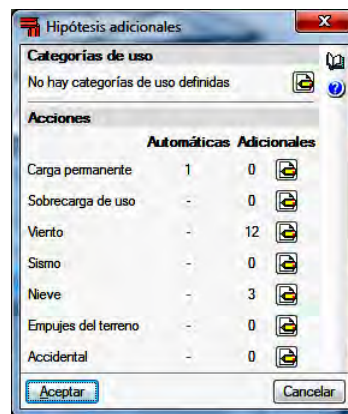 Hipótesis adicionales
Categorías de uso
No hay categorías de uso definidas
Acciones
Automáticas Adicionales
Carga permanente 1 0
Sobrecarga de uso - 0
Viento - 12
Sismo - 0
Nieve - 3
Empujes del terreno - 0
Accidental - 0
Aceptar Cancelar